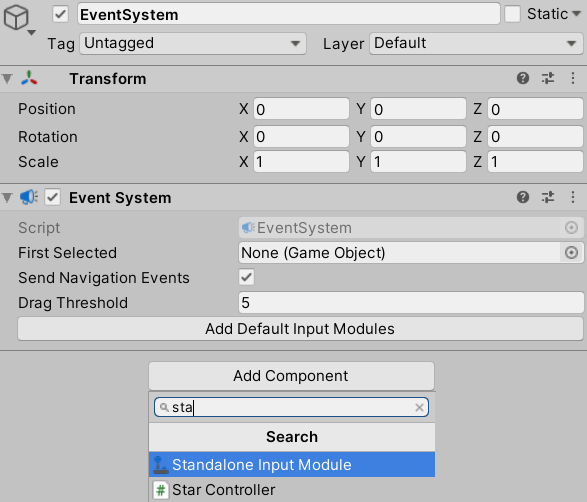 EventSystem Static
Tag Untagged Layer Default
Transform
Position X 0 Y 0 Z 0
Rotation X 0 Y 0 Z 0
Scale X 1 Y 1 Z 1
Event System
Script EventSystem
First Selected None (Game Object)
Send Navigation Events
Drag Threshold 5
Add Default Input Modules
Add Component
sta
Search
Standalone Input Module
# Star Controller